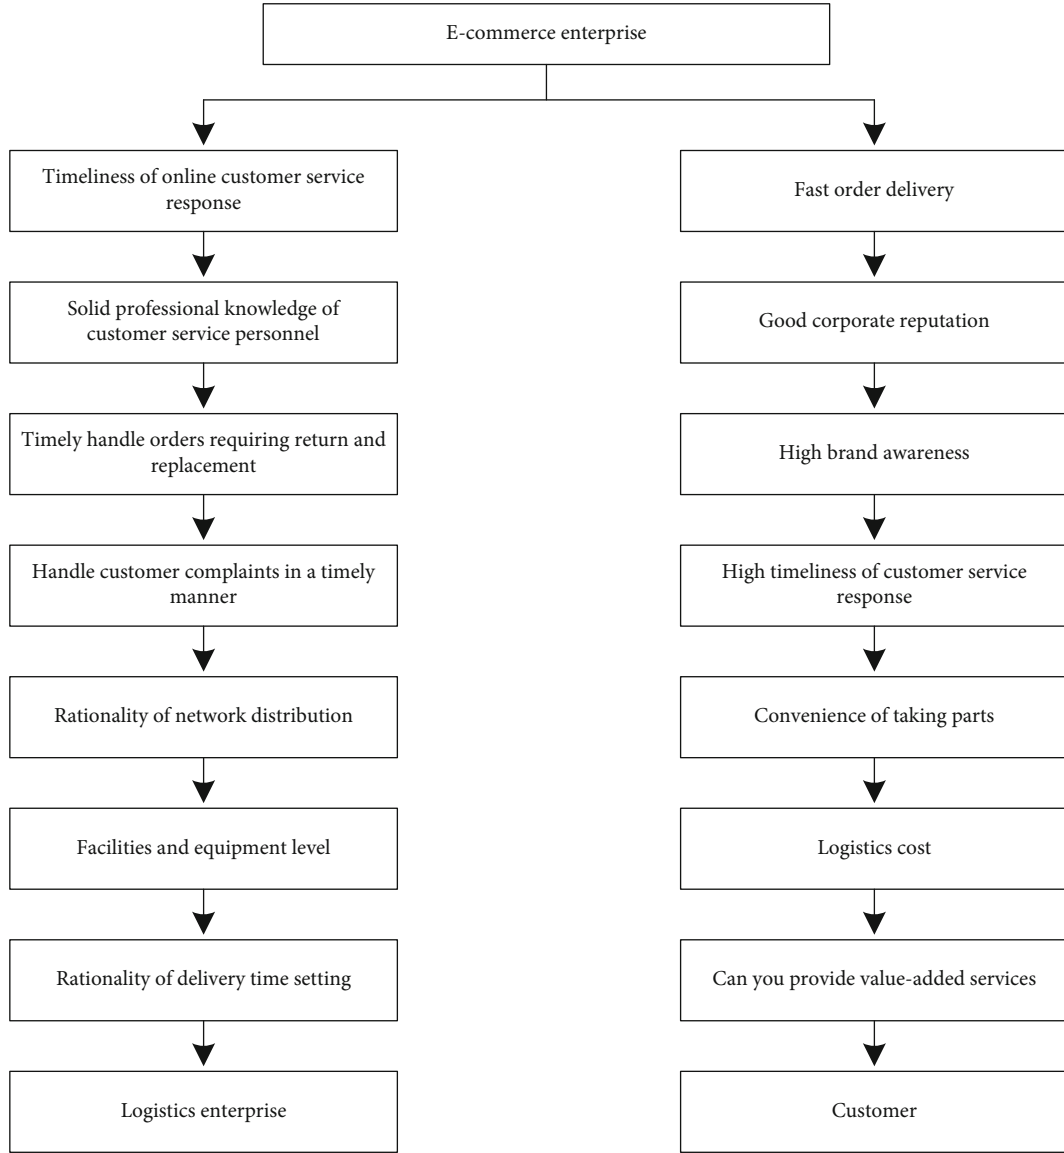 E-commerce enterprise
Timeliness of online customer service
response
Solid professional knowledge of
customer service personnel
Timely handle orders requiring return and
replacement
Handle customer complaints in a timely
manner
Rationality of network distribution
Facilities and equipment level
Rationality of delivery time setting
Logistics enterprise
Fast order delivery
Good corporate reputation
High brand awareness
High timeliness of customer service
response
Convenience of taking parts
Logistics cost
Can you provide value-added services
Customer